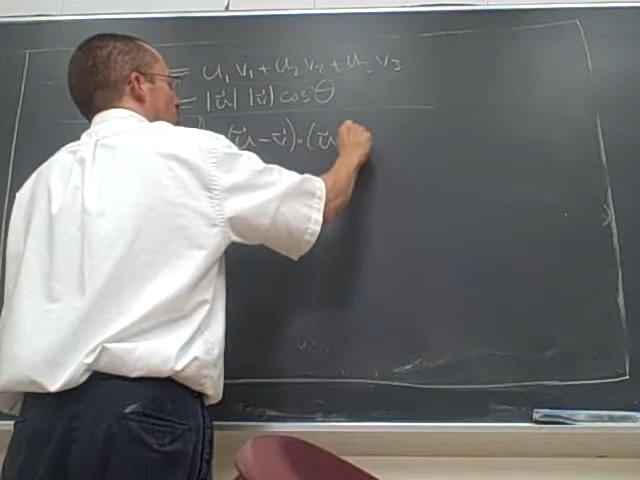 = u₁ v₁ + u₂ v₂ + u₃ v₃
= |u⃗| |v⃗| cos θ
(u⃗ - v⃗) · (u⃗